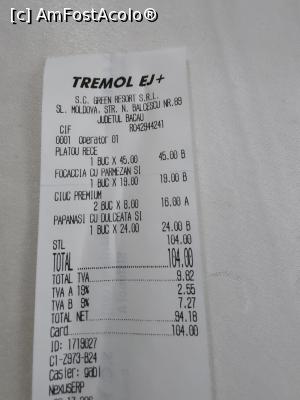 [c] © AmFostAcolo®
TREMOL EJ+
S.C. GREEN RESORT S.R.L.
SL. MOLDOVA, STR. N. BALCESCU NR.89
JUDETUL BACAU
CIF RO42944241
0001 Operator 01
PLATOU RECE
1 BUC X 45.00 45.00 B
FOCACCIA CU PARMEZAN SI
1 BUC X 19.00 19.00 B
CIUC PREMIUM
2 BUC X 8.00 16.00 A
PAPANASI CU DULCEATA SI
1 BUC X 24.00 24.00 B
STL 104.00
TOTAL 104.00
TOTAL TVA 9.82
TVA A 19% 2.55
TVA B 9% 7.27
TOTAL NET 94.18
Card 104.00
ID: 1719027
C1-Z973-B24
Casier: gabi
NexusERP